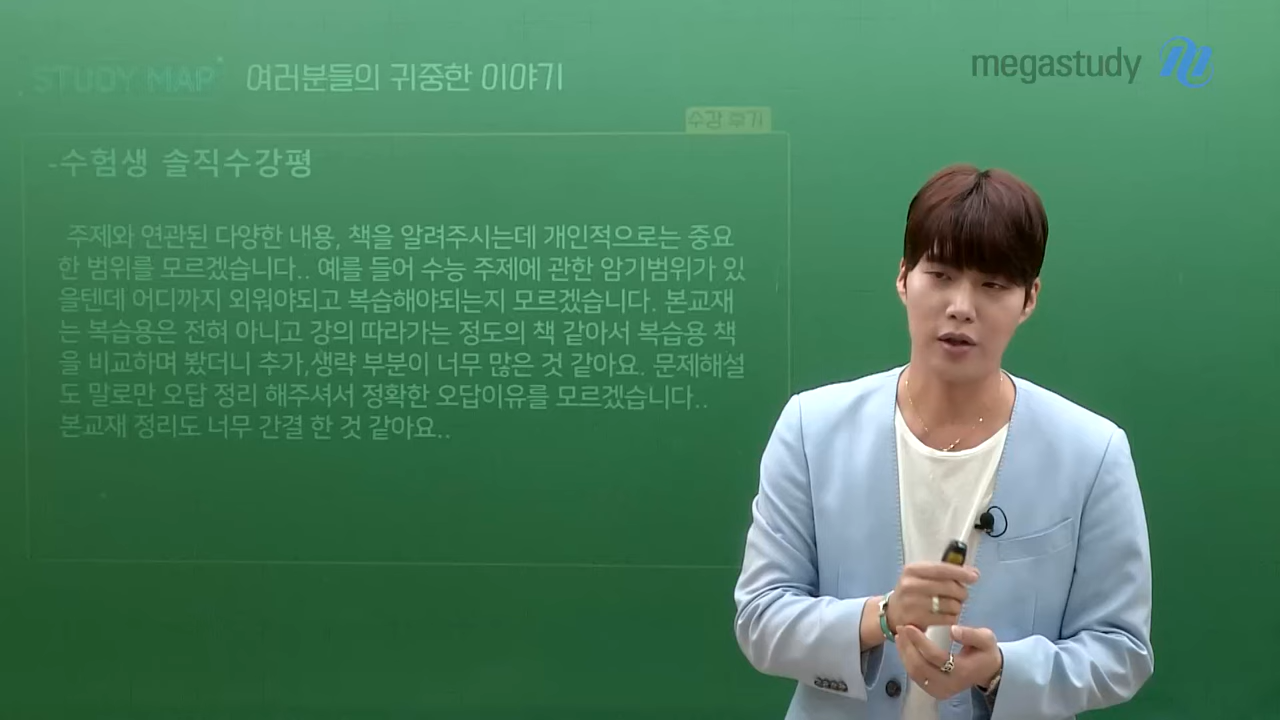 STUDY MAP 여러분들의 귀중한 이야기
megastudy
수강 후기
-수험생 솔직수강평
주제와 연관된 다양한 내용, 책을 알려주시는데 개인적으로는 중요
한 범위를 모르겠습니다.. 예를 들어 수능 주제에 관한 암기범위가 있
을텐데 어디까지 외워야되고 복습해야되는지 모르겠습니다. 본교재
는 복습용은 전혀 아니고 강의 따라가는 정도의 책 같아서 복습용 책
을 비교하며 봤더니 추가,생략 부분이 너무 많은 것 같아요. 문제해설
도 말로만 오답 정리 해주셔서 정확한 오답이유를 모르겠습니다..
본교재 정리도 너무 간결 한 것 같아요..